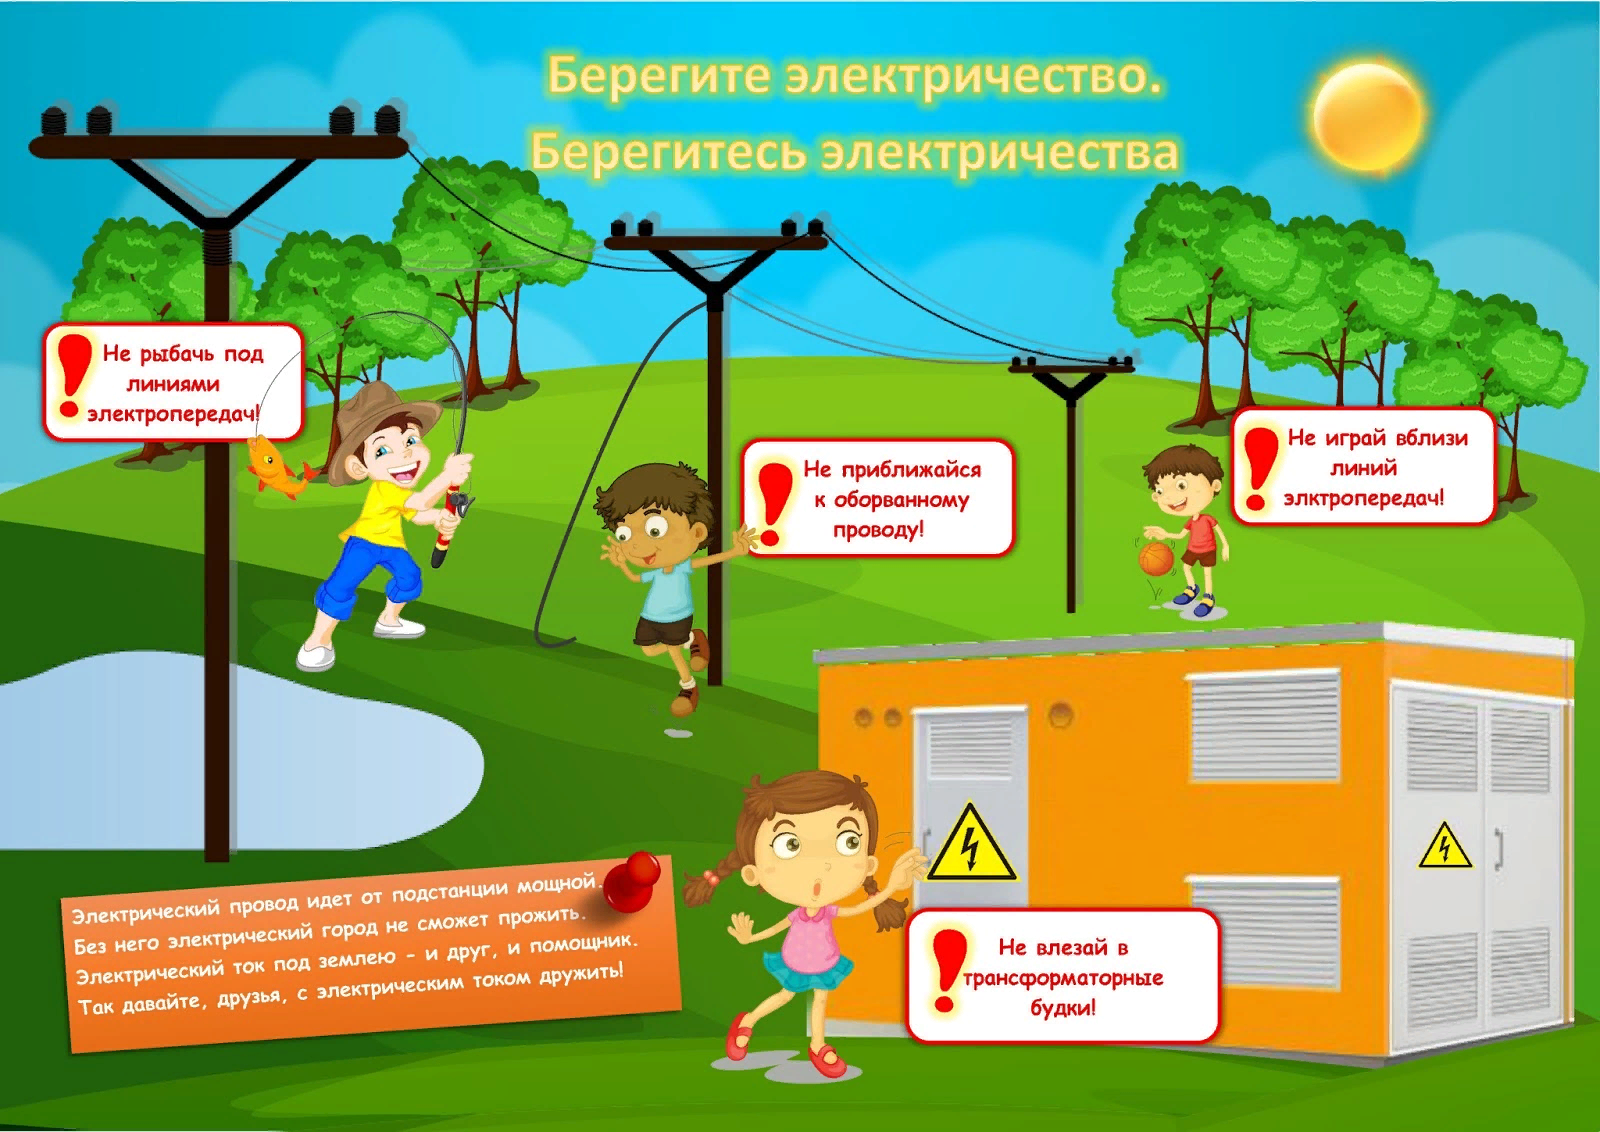 Берегите электричество.
Берегитесь электричества
Не рыбачь под
линиями
электропередач!
Не приближайся
к оборванному
проводу!
Не играй вблизи
линий
элктропередач!
Не влезай в
трансформаторные
будки!
Электрический провод идет от подстанции мощной.
Без него электрический город не сможет прожить.
Электрический ток под землею - и друг, и помощник.
Так давайте, друзья, с электрическим током дружить!